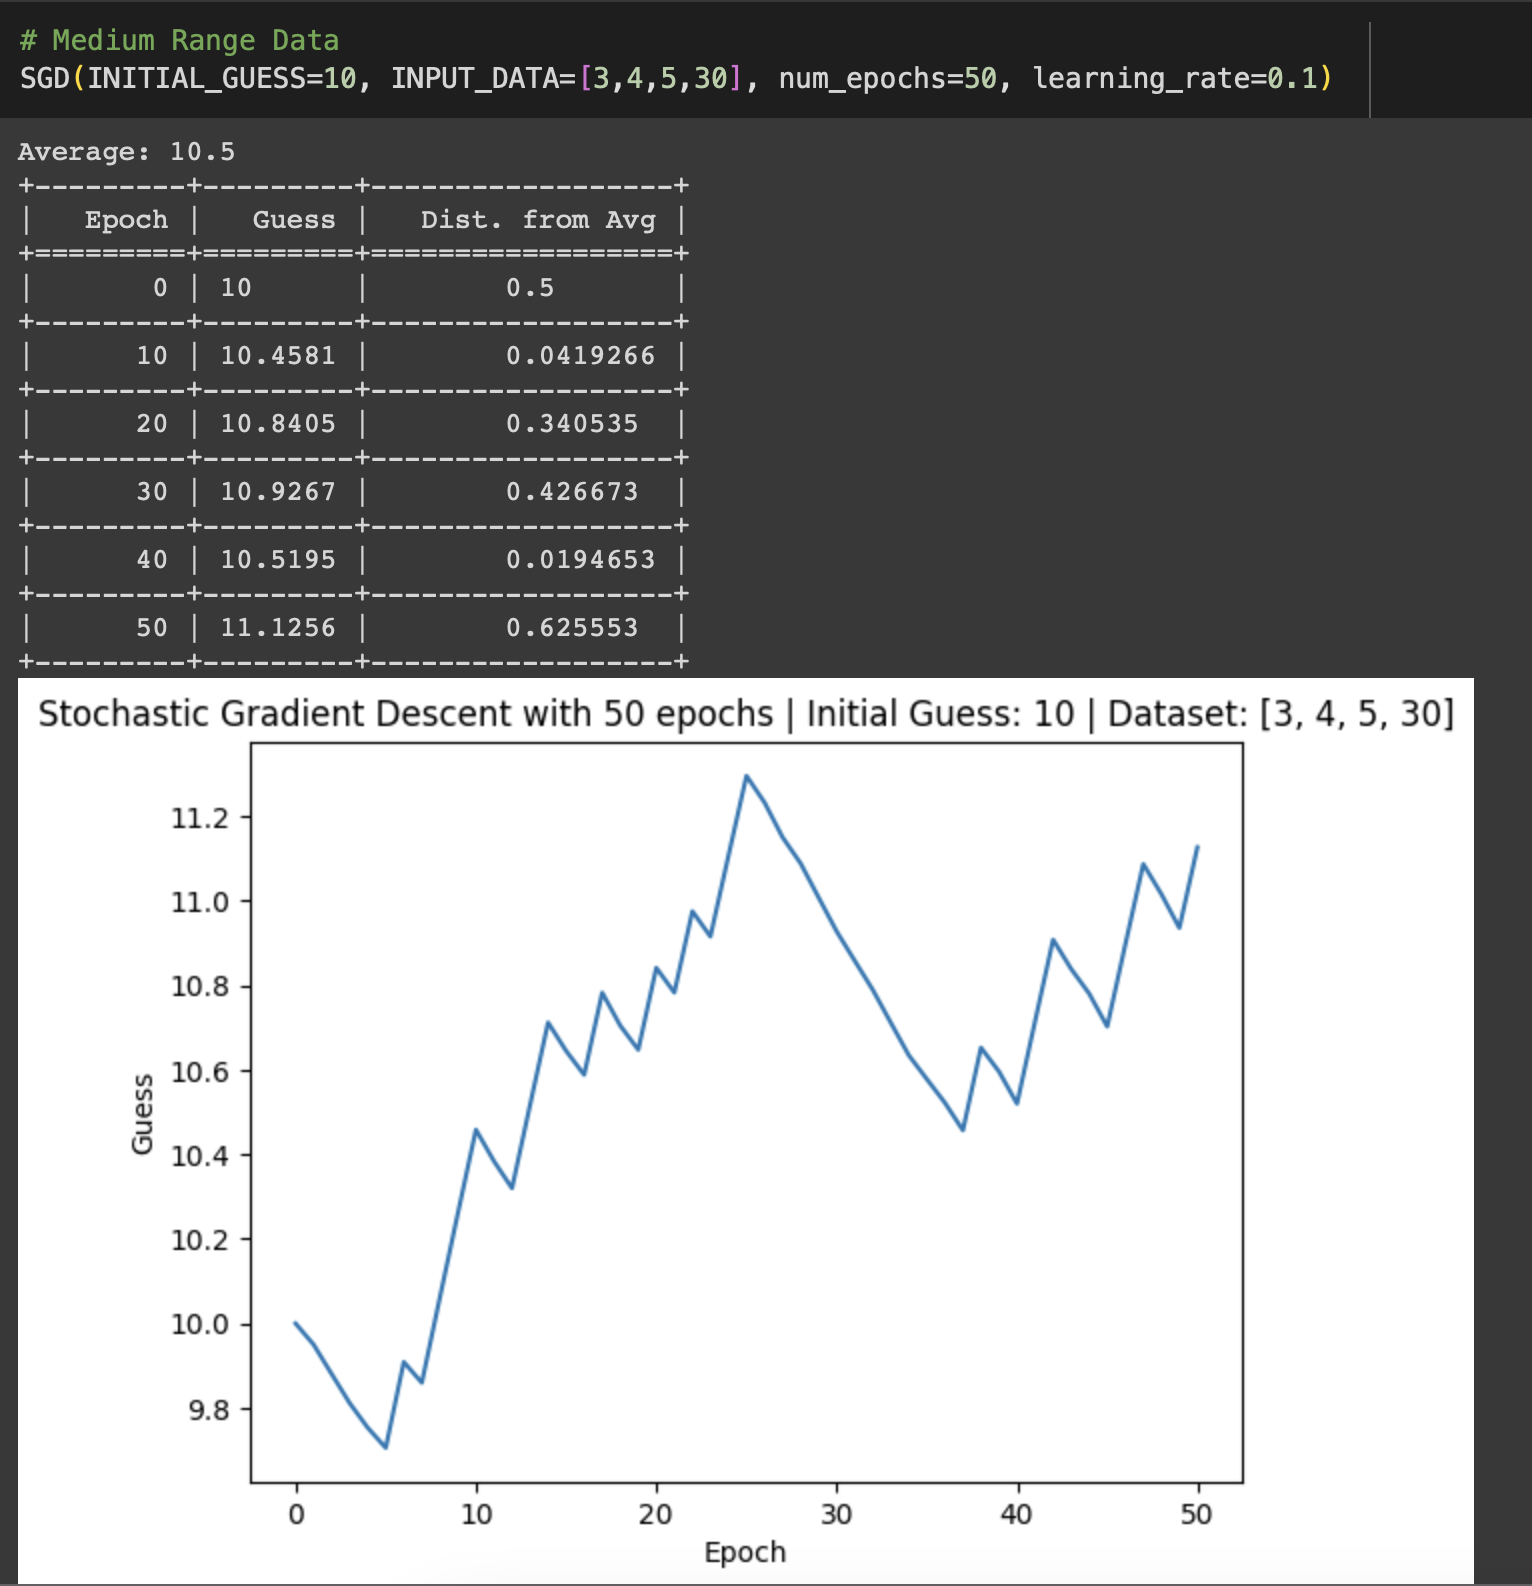 # Medium Range Data
SGD(INITIAL_GUESS=10, INPUT_DATA=[3,4,5,30], num_epochs=50, learning_rate=0.1)
Average: 10.5
+---------+---------+------------------+
|   Epoch |   Guess |   Dist. from Avg |
+=========+=========+==================+
|       0 | 10      |        0.5       |
+---------+---------+------------------+
|      10 | 10.4581 |        0.0419266 |
+---------+---------+------------------+
|      20 | 10.8405 |        0.340535  |
+---------+---------+------------------+
|      30 | 10.9267 |        0.426673  |
+---------+---------+------------------+
|      40 | 10.5195 |        0.0194653 |
+---------+---------+------------------+
|      50 | 11.1256 |        0.625553  |
+---------+---------+------------------+
Stochastic Gradient Descent with 50 epochs | Initial Guess: 10 | Dataset: [3, 4, 5, 30]
11.2
11.0
10.8
10.6
10.4
10.2
10.0
9.8
Guess
0 10 20 30 40 50
Epoch